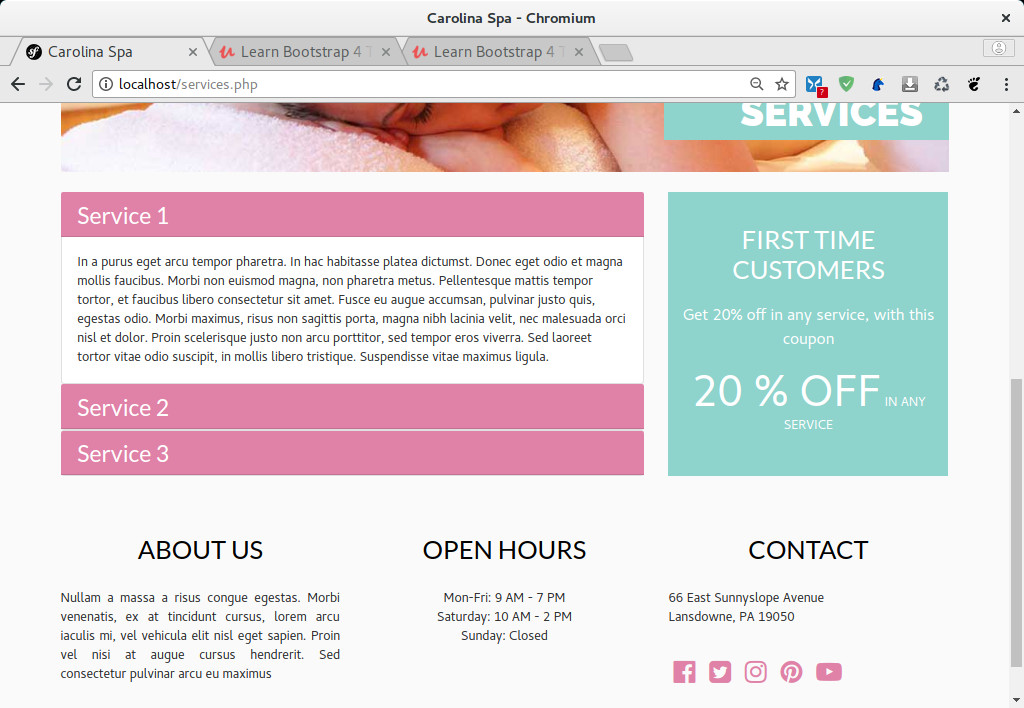 Carolina Spa - Chromium
Carolina Spa
Learn Bootstrap 4 T
Learn Bootstrap 4 T
localhost/services.php
?
SERVICES
Service 1
In a purus eget arcu tempor pharetra. In hac habitasse platea dictumst. Donec eget odio et magna
mollis faucibus. Morbi non euismod magna, non pharetra metus. Pellentesque mattis tempor
tortor, et faucibus libero consectetur sit amet. Fusce eu augue accumsan, pulvinar justo quis,
egestas odio. Morbi maximus, risus non sagittis porta, magna nibh lacinia velit, nec malesuada orci
nisl et dolor. Proin scelerisque justo non arcu porttitor, sed tempor eros viverra. Sed laoreet
tortor vitae odio suscipit, in mollis libero tristique. Suspendisse vitae maximus ligula.
Service 2
Service 3
FIRST TIME
CUSTOMERS
Get 20% off in any service, with this
coupon
20 % OFF IN ANY
SERVICE
ABOUT US
Nullam a massa a risus congue egestas. Morbi
venenatis, ex at tincidunt cursus, lorem arcu
iaculis mi, vel vehicula elit nisl eget sapien. Proin
vel nisi at augue cursus hendrerit. Sed
consectetur pulvinar arcu eu maximus
OPEN HOURS
Mon-Fri: 9 AM - 7 PM
Saturday: 10 AM - 2 PM
Sunday: Closed
CONTACT
66 East Sunnyslope Avenue
Lansdowne, PA 19050